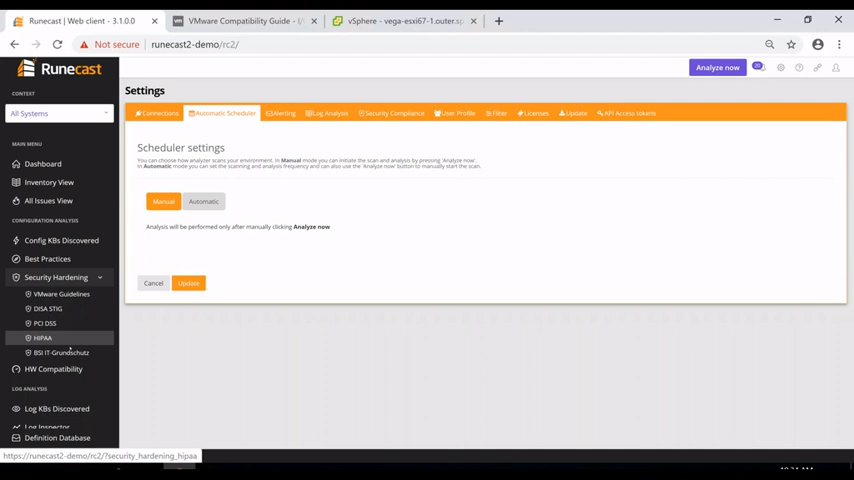 Runecast | Web client - 3.1.0.0
VMware Compatibility Guide - I/
vSphere - vega-esxi67-1.outer.sp
Not secure
runecast2-demo/rc2/
Runecast
Analyze now
20
CONTEXT
All Systems
MAIN MENU
Dashboard
Inventory View
All Issues View
CONFIGURATION ANALYSIS
Config KBs Discovered
Best Practices
Security Hardening
VMware Guidelines
DISA STIG
PCI DSS
HIPAA
BSI IT-Grundschutz
HW Compatibility
LOG ANALYSIS
Log KBs Discovered
Log Inspector
Definition Database
https://runecast2-demo/rc2/?security_hardening_hipaa
Settings
Connections
Automatic Scheduler
Alerting
Log Analysis
Security Compliance
User Profile
Filter
Licenses
Update
API Access tokens
Scheduler settings
You can choose how analyzer scans your environment. In Manual mode you can initiate the scan and analysis by pressing 'Analyze now'.
In Automatic mode you can set the scanning and analysis frequency and can also use the 'Analyze now' button to manually start the scan.
Manual
Automatic
Analysis will be performed only after manually clicking Analyze now
Cancel
Update